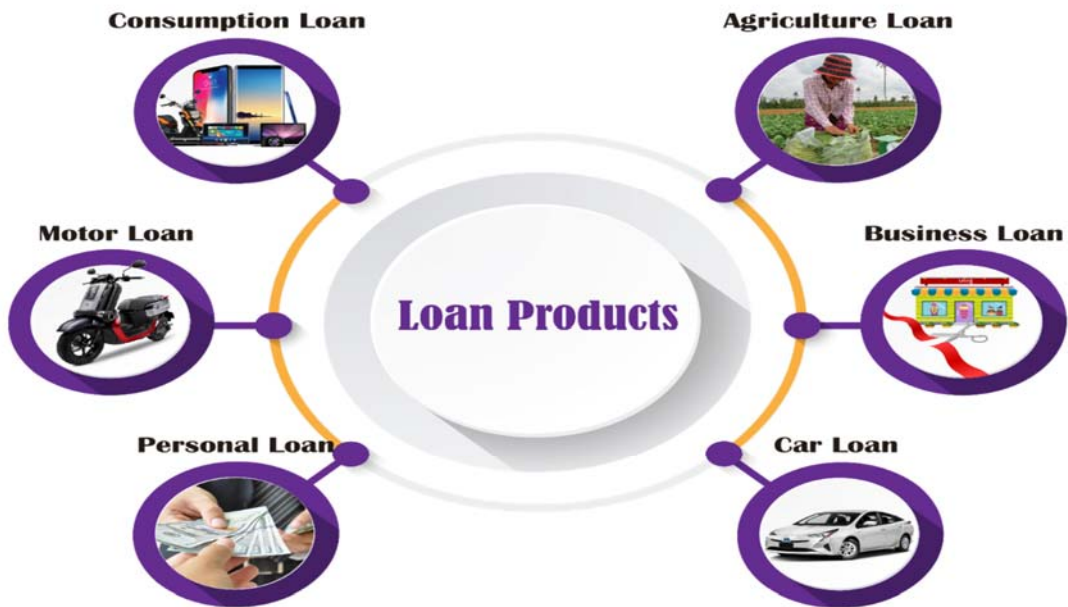 Consumption Loan
Agriculture Loan
Motor Loan
Business Loan
Loan Products
Personal Loan
Car Loan